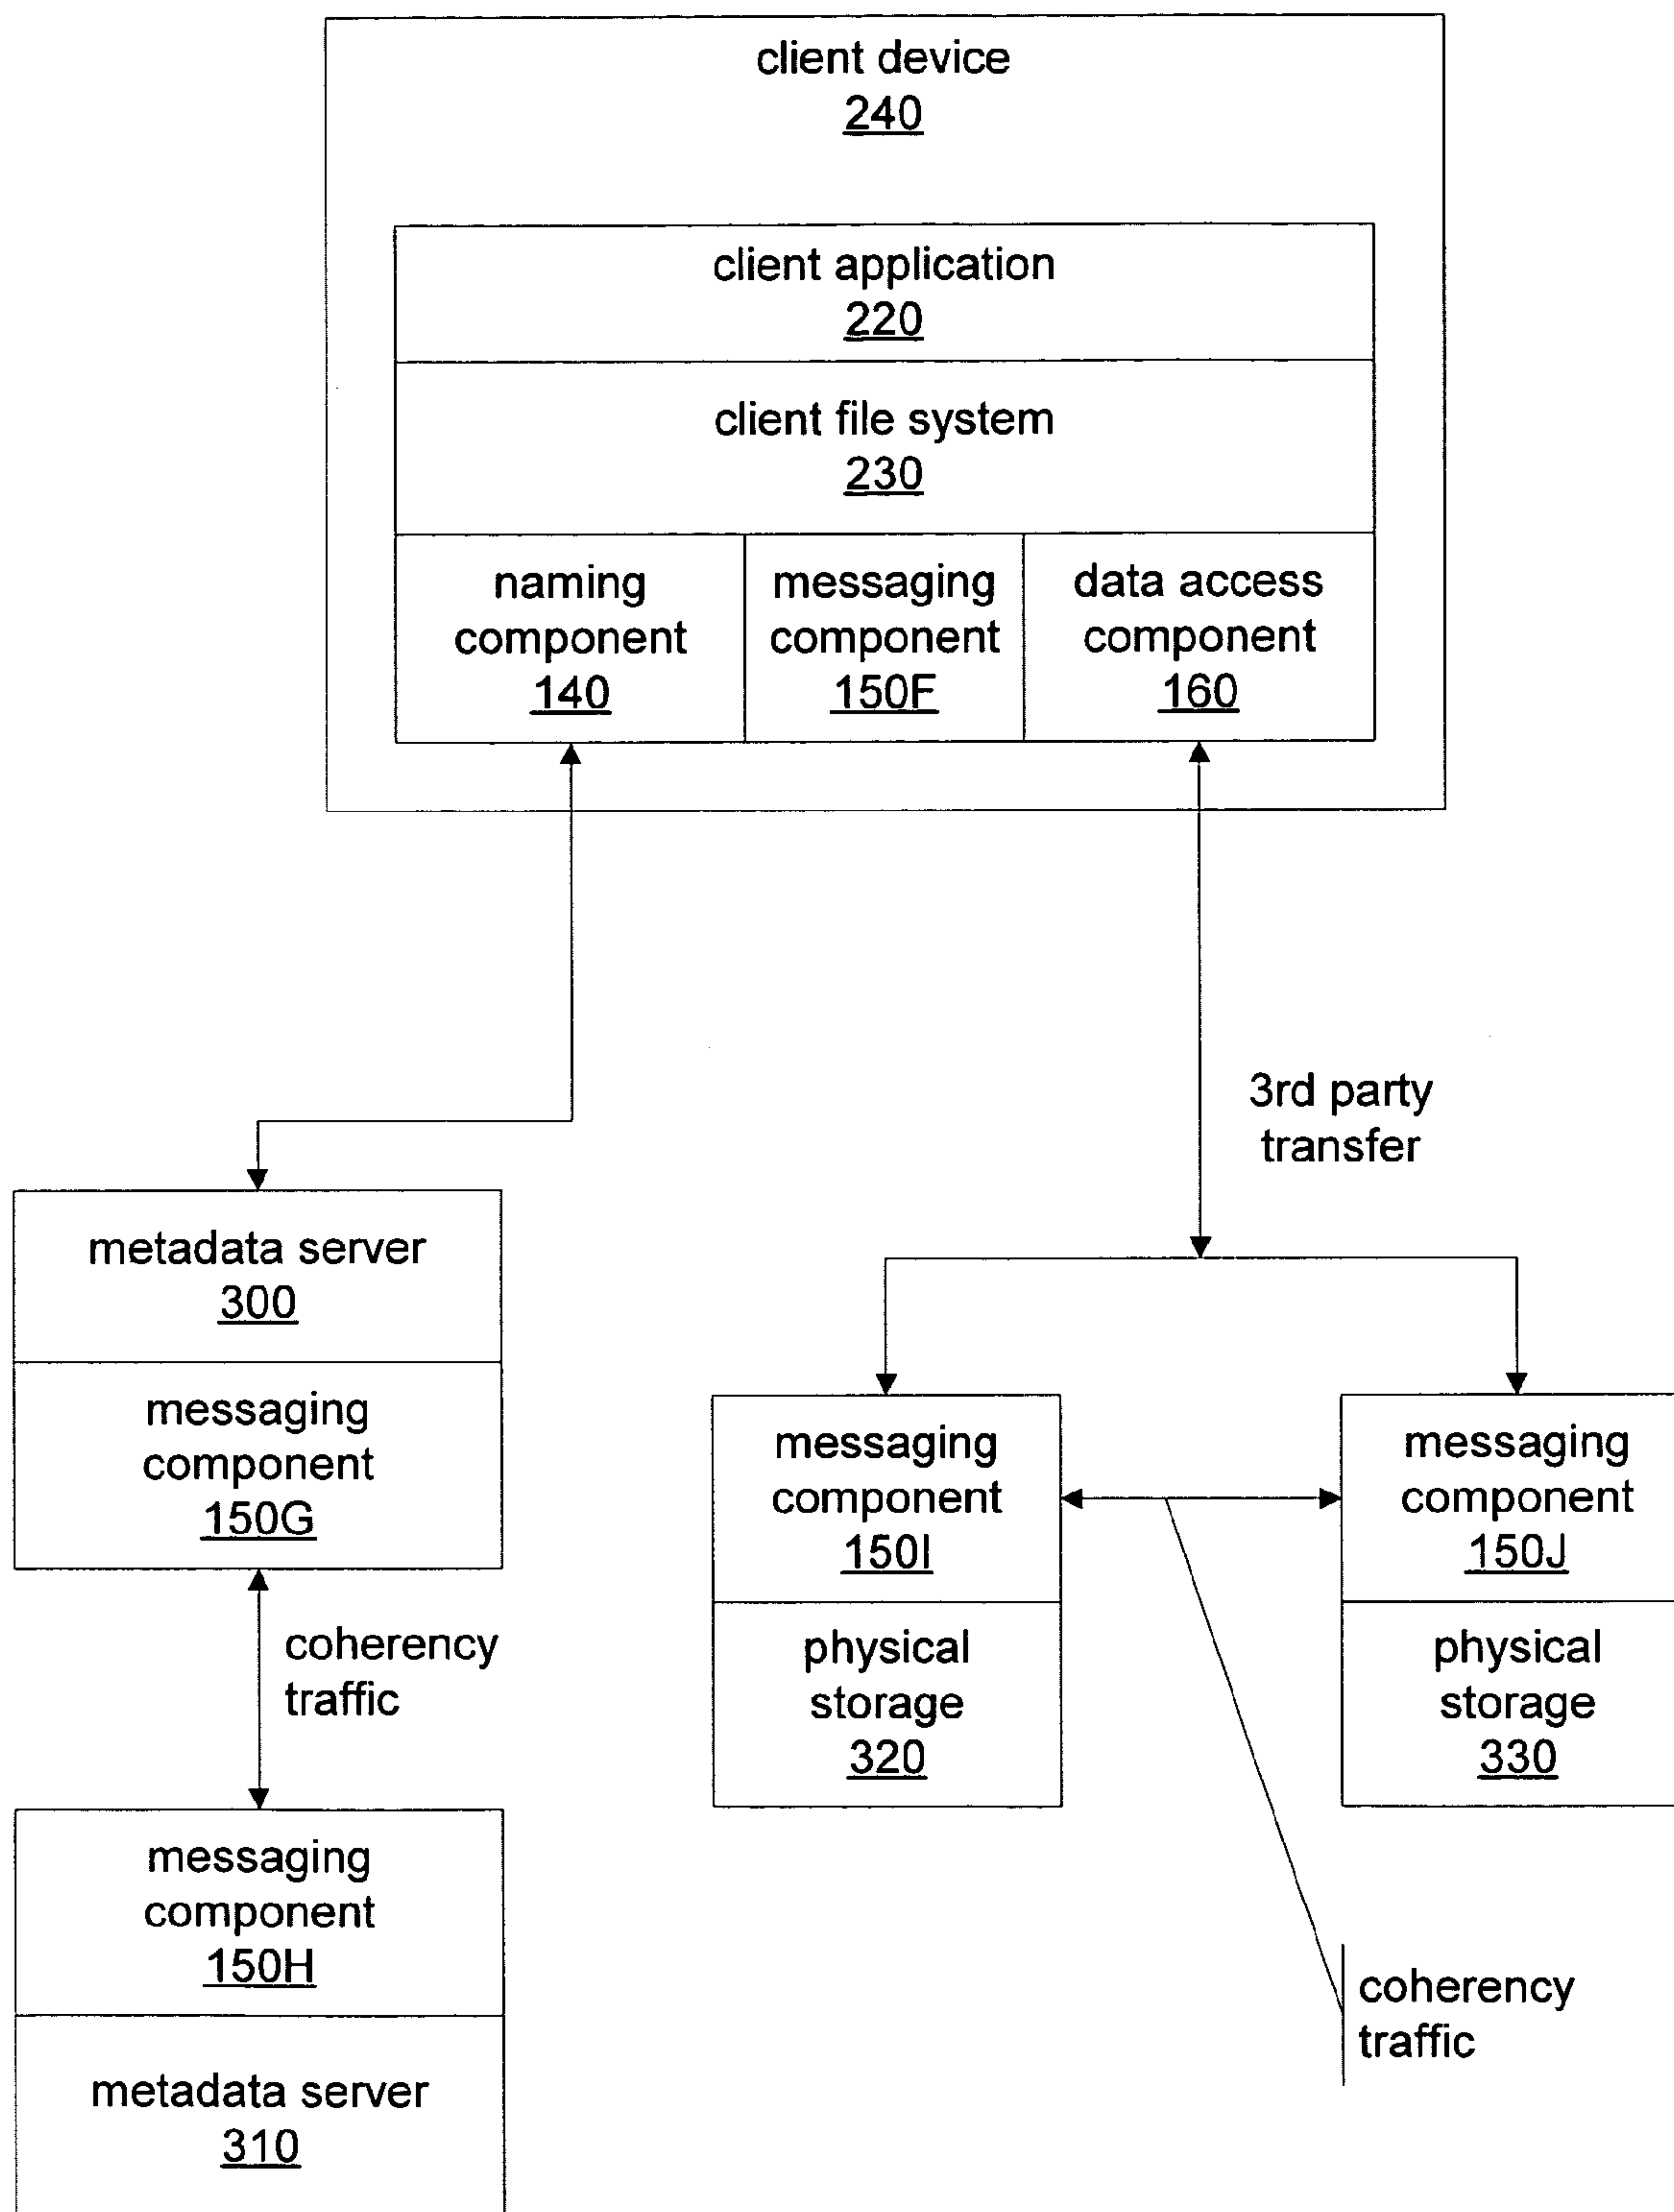 client device
240
client application
220
client file system
230
naming
component
140
messaging
component
150F
data access
component
160
3rd party
transfer
metadata server
300
messaging
component
150G
coherency
traffic
messaging
component
150H
metadata server
310
messaging
component
150I
physical
storage
320
messaging
component
150J
physical
storage
330
coherency
traffic